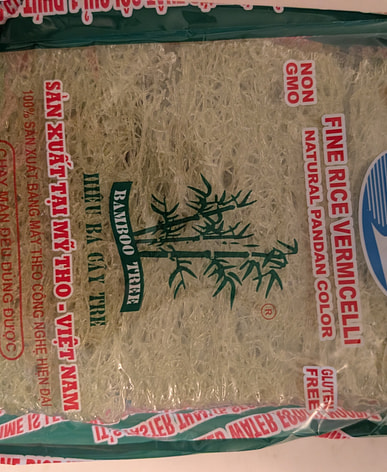 FINE RICE VERMICELLI
NON
GMO
NATURAL PANDAN COLOR
GLUTEN
FREE
®
BAMBOO TREE
HIỆU BA CÂY TRE
SẢN XUẤT TẠI MỸ THO - VIỆT NAM
100% SẢN XUẤT BẰNG MÁY THEO CÔNG NGHỆ HIỆN ĐẠI
CHAY MẶN ĐỀU DÙNG ĐƯỢC